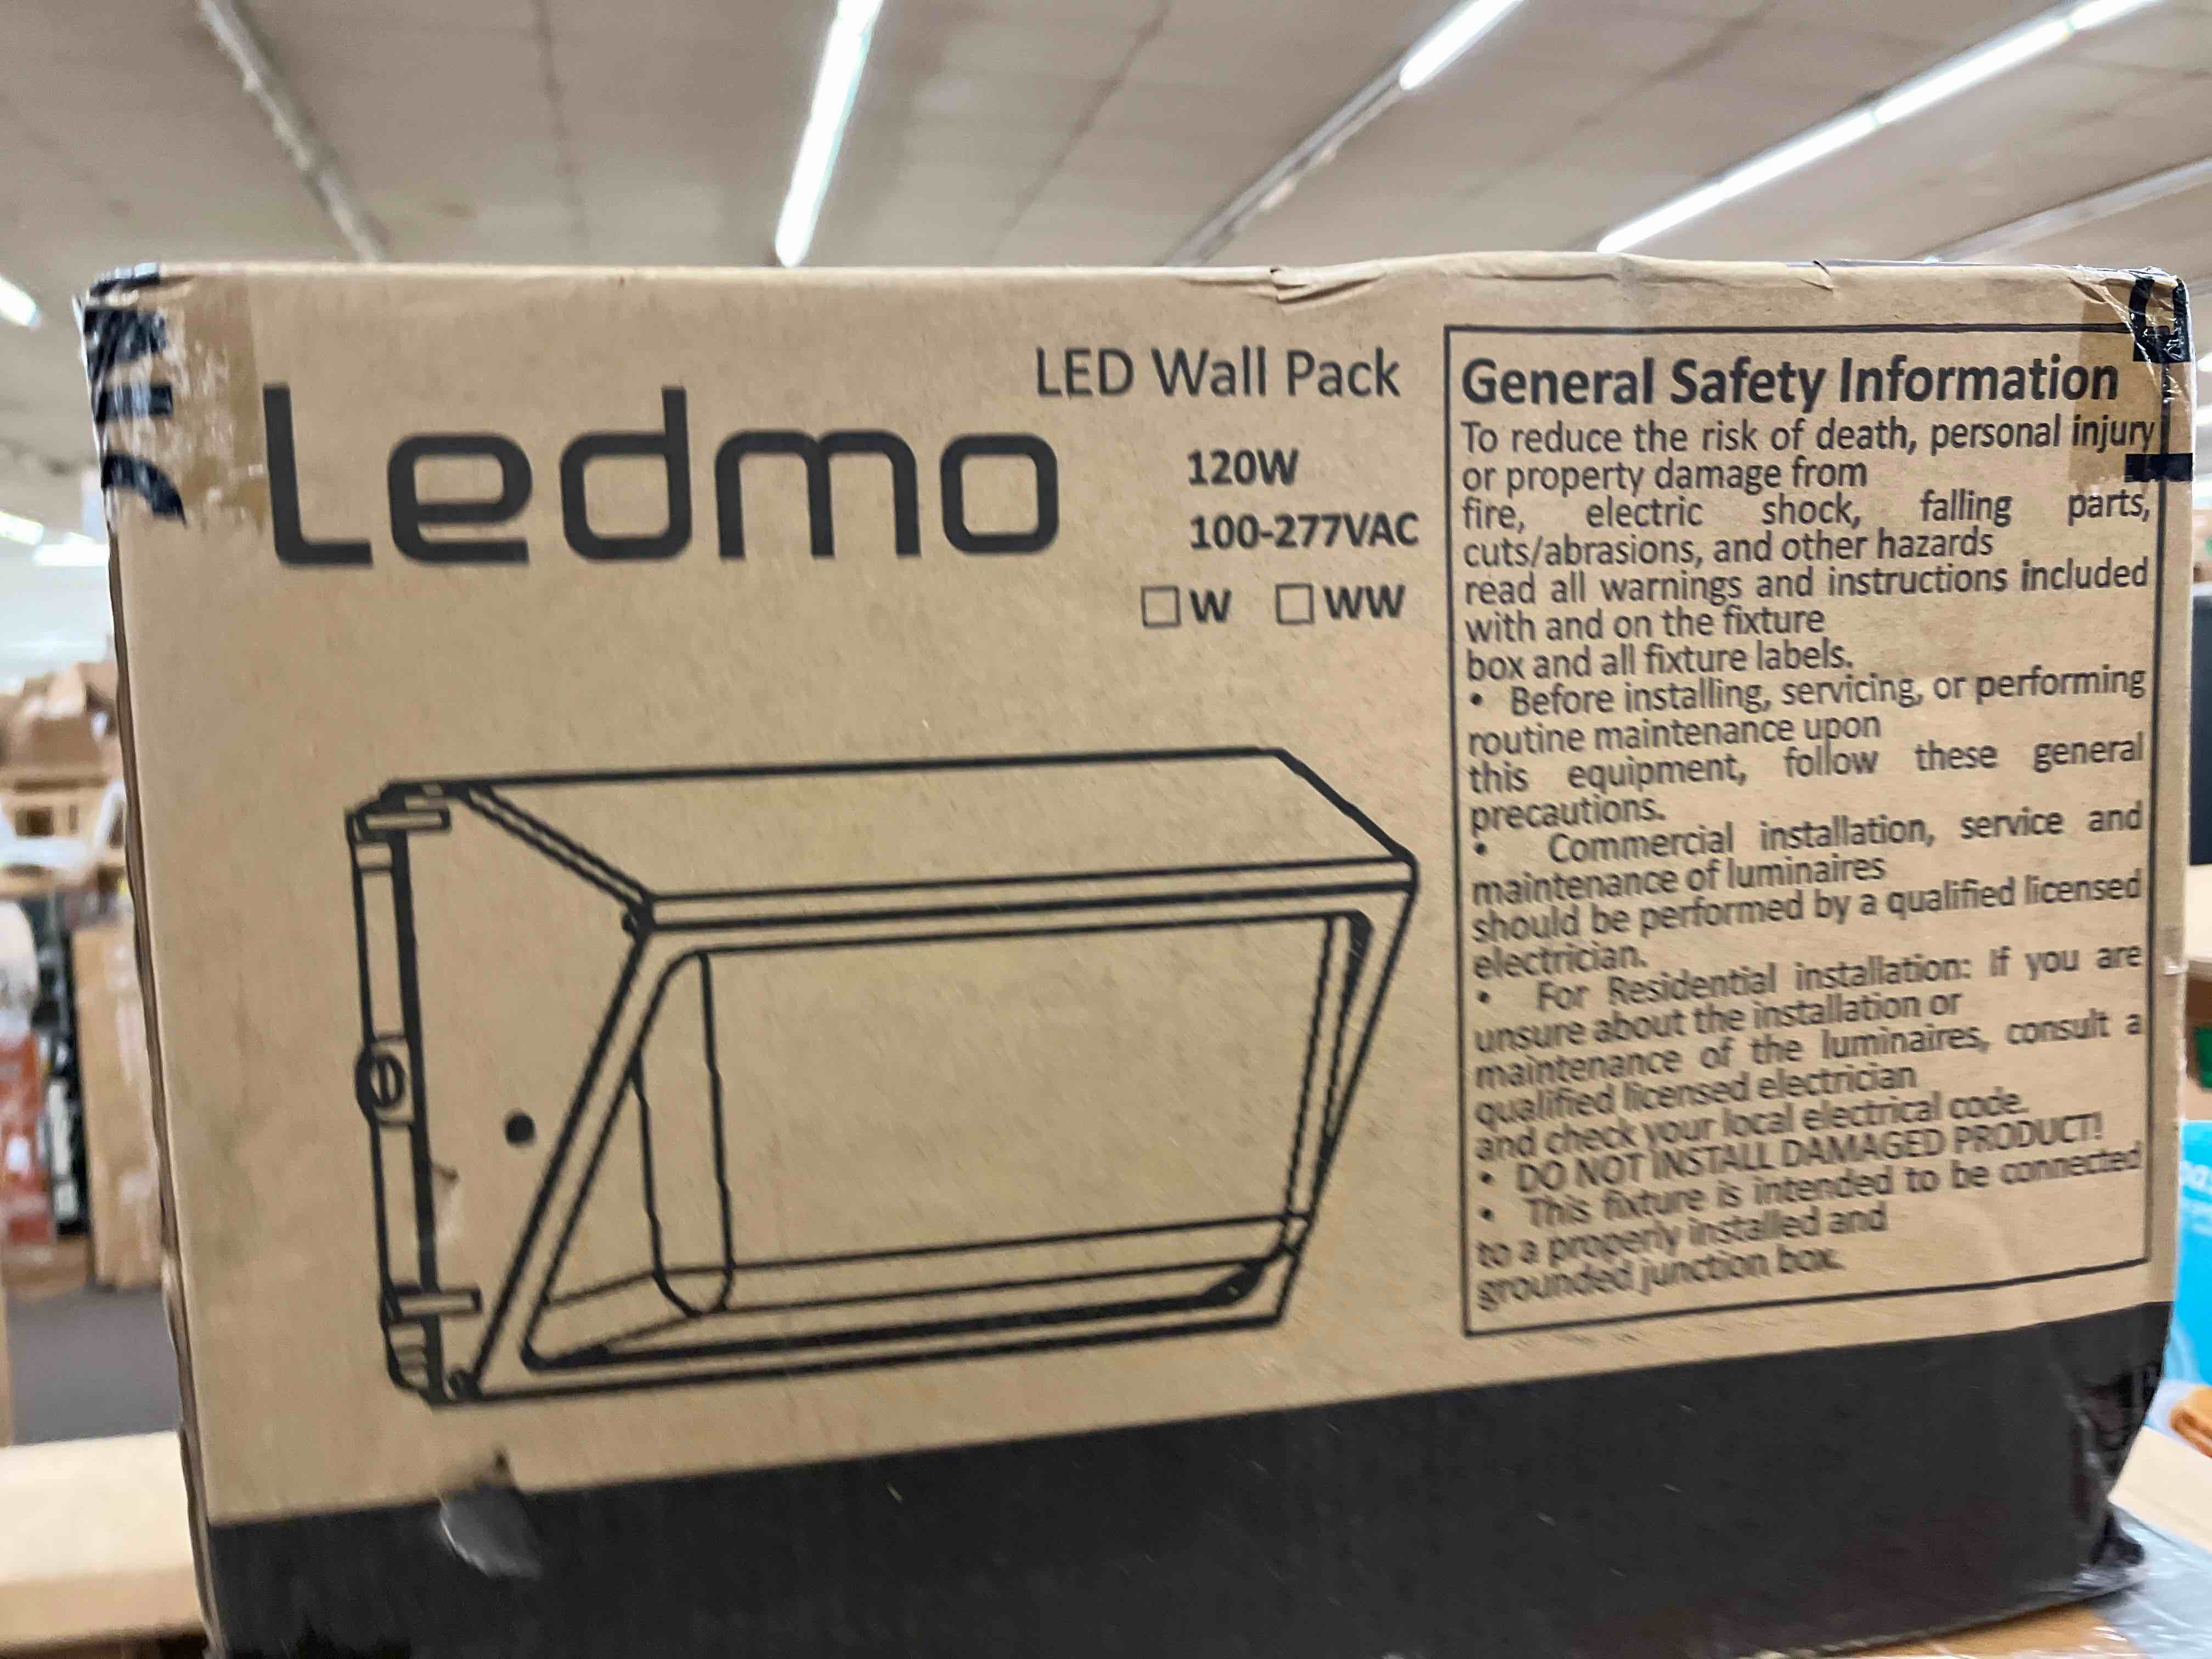 Ledmo
LED Wall Pack
120W
100-277VAC
W WW
General Safety Information
To reduce the risk of death, personal injury
or property damage from
fire, electric shock, falling parts,
cuts/abrasions, and other hazards
read all warnings and instructions included
with and on the fixture
box and all fixture labels.
• Before installing, servicing, or performing
routine maintenance upon
this equipment, follow these general
precautions.
• Commercial installation, service and
maintenance of luminaires
should be performed by a qualified licensed
electrician.
• For Residential installation: If you are
unsure about the installation or
maintenance of the luminaires, consult a
qualified licensed electrician
and check your local electrical code.
• DO NOT INSTALL DAMAGED PRODUCT!
• This fixture is intended to be connected
to a properly installed and
grounded junction box.